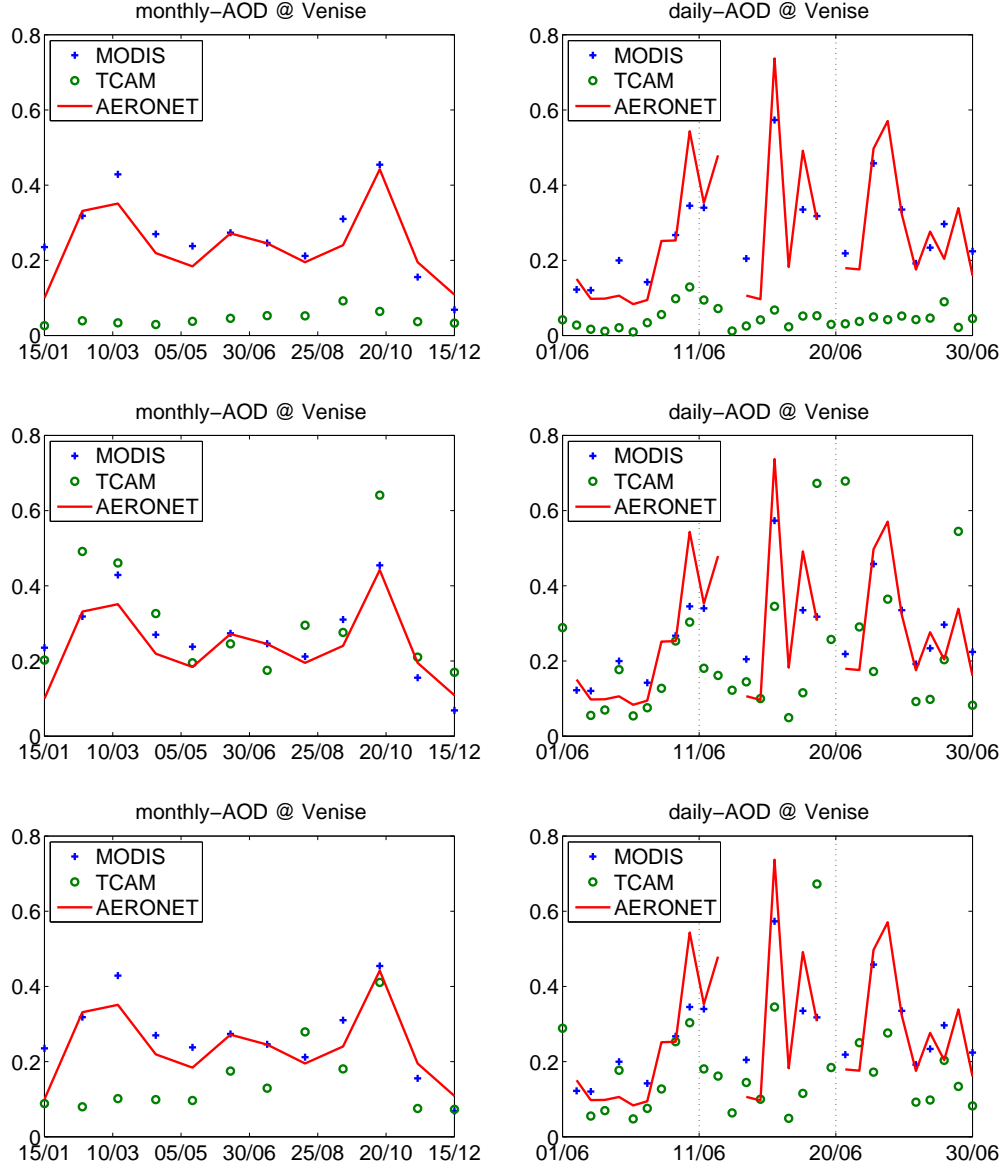 monthly−AOD @ Venise
0.8
0.6
0.4
0.2
0
MODIS
TCAM
AERONET
15/01 10/03 05/05 30/06 25/08 20/10 15/12
daily−AOD @ Venise
0.8
0.6
0.4
0.2
0
MODIS
TCAM
AERONET
01/06 11/06 20/06 30/06
monthly−AOD @ Venise
0.8
0.6
0.4
0.2
0
MODIS
TCAM
AERONET
15/01 10/03 05/05 30/06 25/08 20/10 15/12
daily−AOD @ Venise
0.8
0.6
0.4
0.2
0
MODIS
TCAM
AERONET
01/06 11/06 20/06 30/06
monthly−AOD @ Venise
0.8
0.6
0.4
0.2
0
MODIS
TCAM
AERONET
15/01 10/03 05/05 30/06 25/08 20/10 15/12
daily−AOD @ Venise
0.8
0.6
0.4
0.2
0
MODIS
TCAM
AERONET
01/06 11/06 20/06 30/06